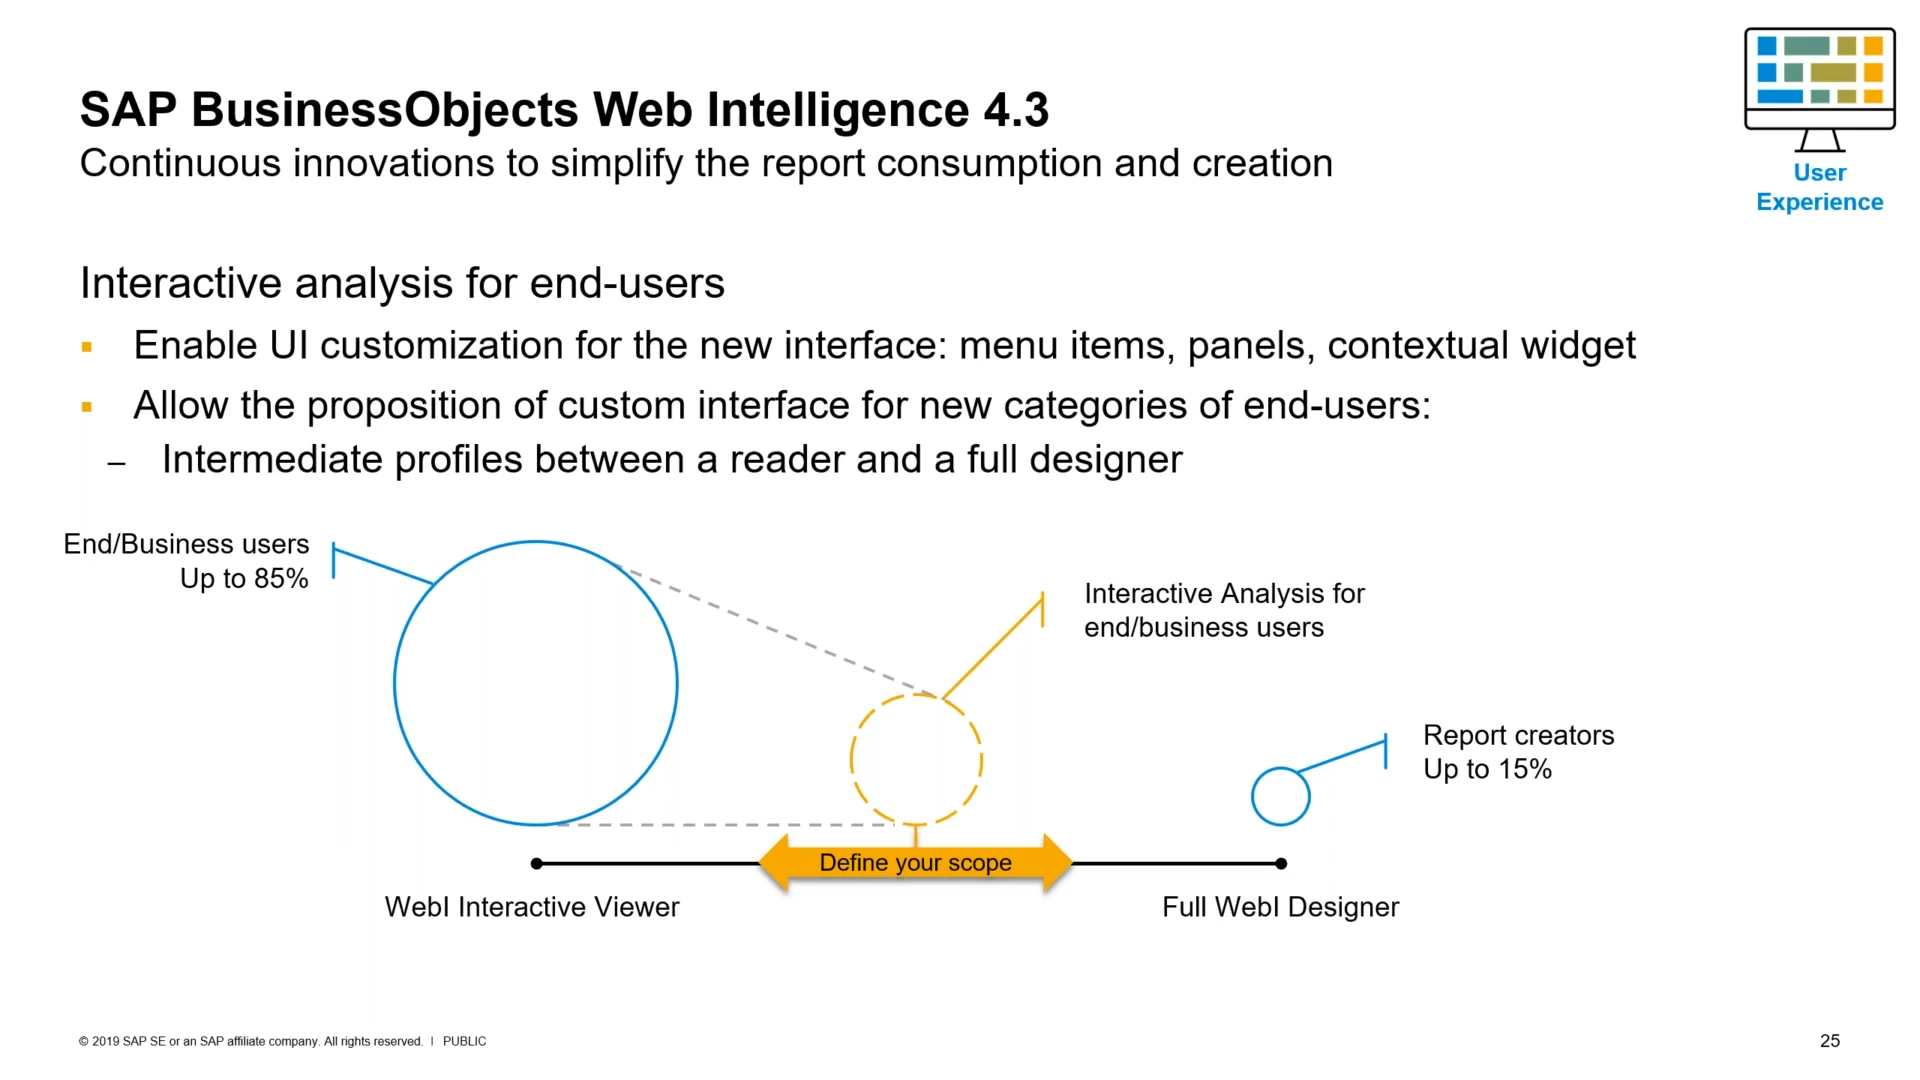 SAP BusinessObjects Web Intelligence 4.3
Continuous innovations to simplify the report consumption and creation
User
Experience
Interactive analysis for end-users
▪ Enable UI customization for the new interface: menu items, panels, contextual widget
▪ Allow the proposition of custom interface for new categories of end-users:
– Intermediate profiles between a reader and a full designer
End/Business users
Up to 85%
Interactive Analysis for
end/business users
Report creators
Up to 15%
Define your scope
WebI Interactive Viewer
Full WebI Designer
© 2019 SAP SE or an SAP affiliate company. All rights reserved. | PUBLIC
25